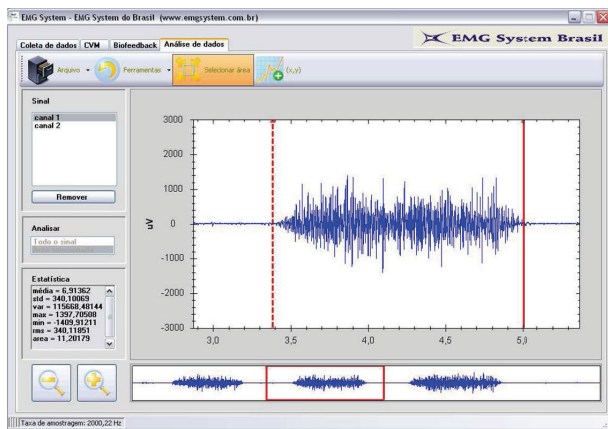 EMG System - EMG System do Brasil (www.emgsystem.com.br)
EMG System Brasil
Coleta de dados CVM Biofeedback Análise de dados
Arquivo Ferramentas Selecionar área (x,y)
Sinal
canal 1
canal 2
Remover
Analisar
Todo o sinal
Estatística
média = 6,91362
std = 340,10069
var = 115668,48144
max = 1397,70508
min = -1409,91211
rms = 340,11851
area = 11,20179
uV
3000
2000
1000
0
-1000
-2000
-3000
3,0 3,5 4,0 4,5 5,0
Taxa de amostragem: 2000,22 Hz